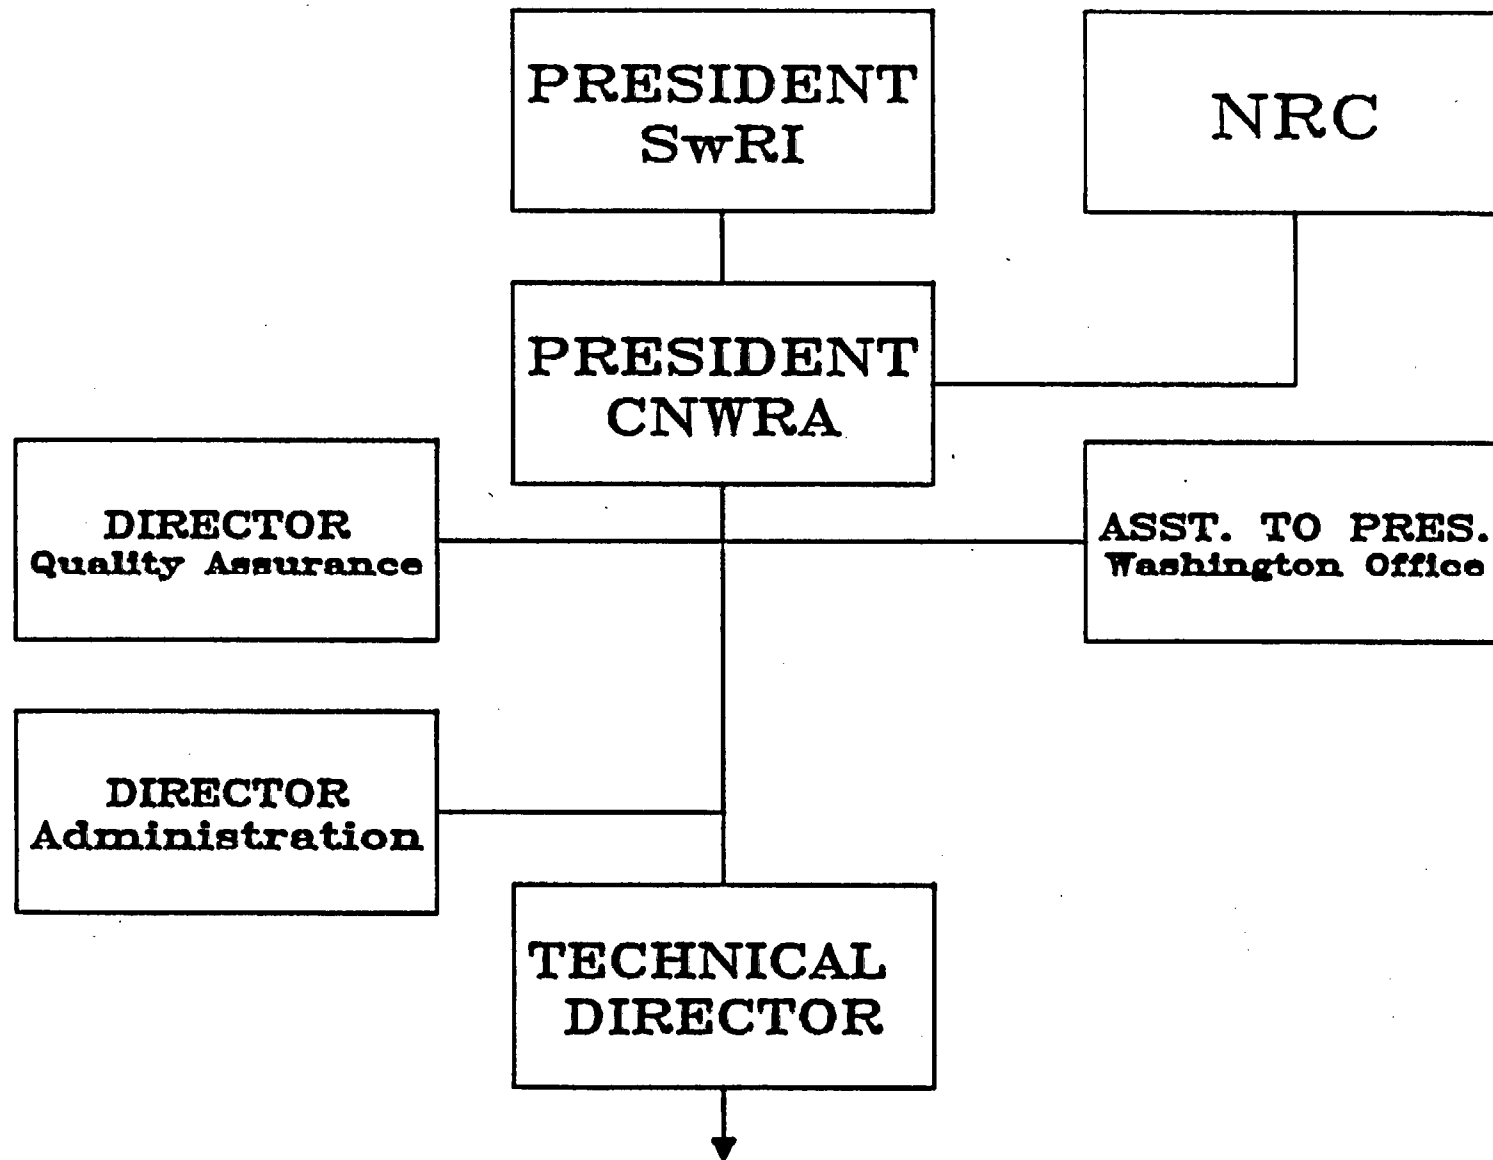 PRESIDENT
SwRI
NRC
PRESIDENT
CNWRA
DIRECTOR
Quality Assurance
ASST. TO PRES.
Washington Office
DIRECTOR
Administration
TECHNICAL
DIRECTOR